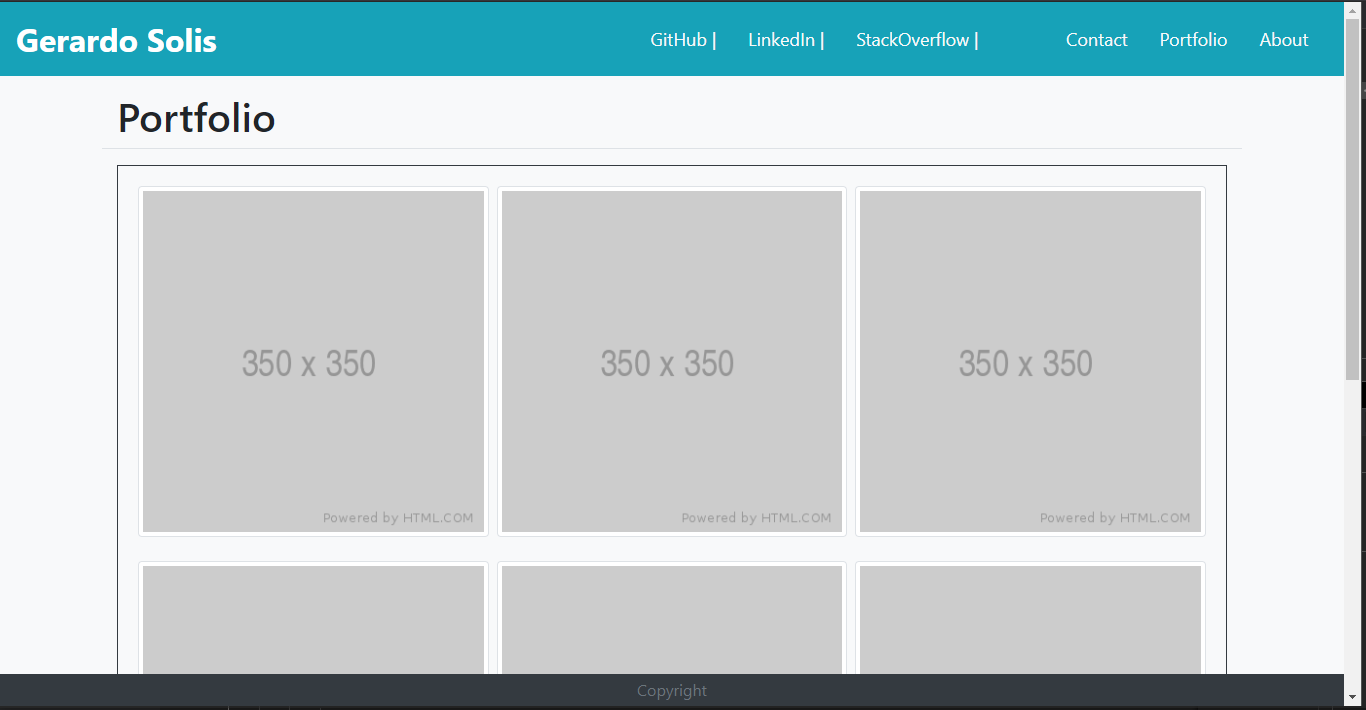 Gerardo Solis
GitHub | LinkedIn | StackOverflow | Contact Portfolio About
Portfolio
350 x 350 350 x 350 350 x 350
Powered by HTML.COM Powered by HTML.COM Powered by HTML.COM
Copyright